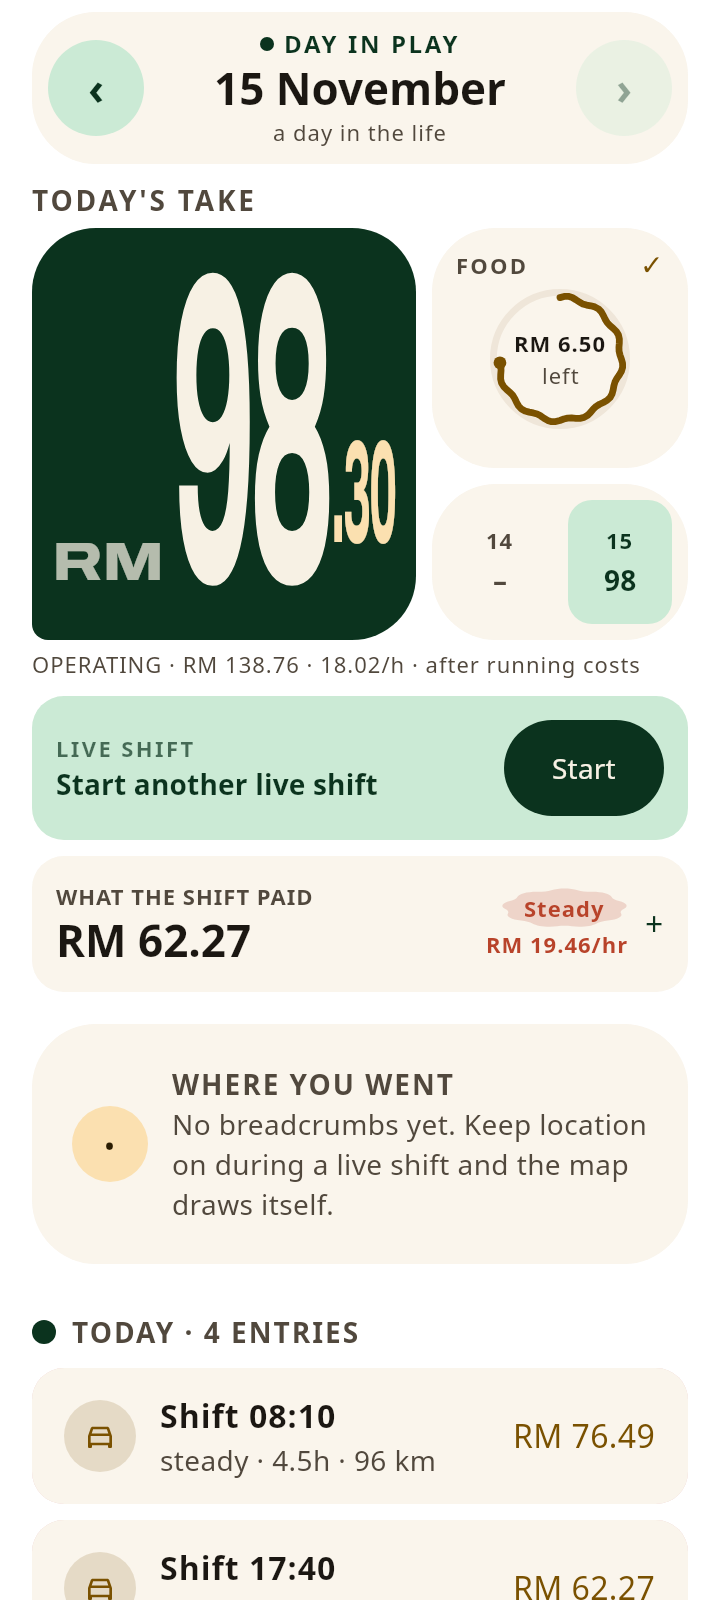 ‹
DAY IN PLAY
15 November
a day in the life
›
TODAY'S TAKE
RM 98.30
FOOD ✓
RM 6.50
left
14
–
15
98
OPERATING · RM 138.76 · 18.02/h · after running costs
LIVE SHIFT
Start another live shift
Start
WHAT THE SHIFT PAID
RM 62.27
Steady
RM 19.46/hr
+
WHERE YOU WENT
No breadcrumbs yet. Keep location
on during a live shift and the map
draws itself.
TODAY · 4 ENTRIES
Shift 08:10
steady · 4.5h · 96 km
RM 76.49
Shift 17:40
RM 62.27